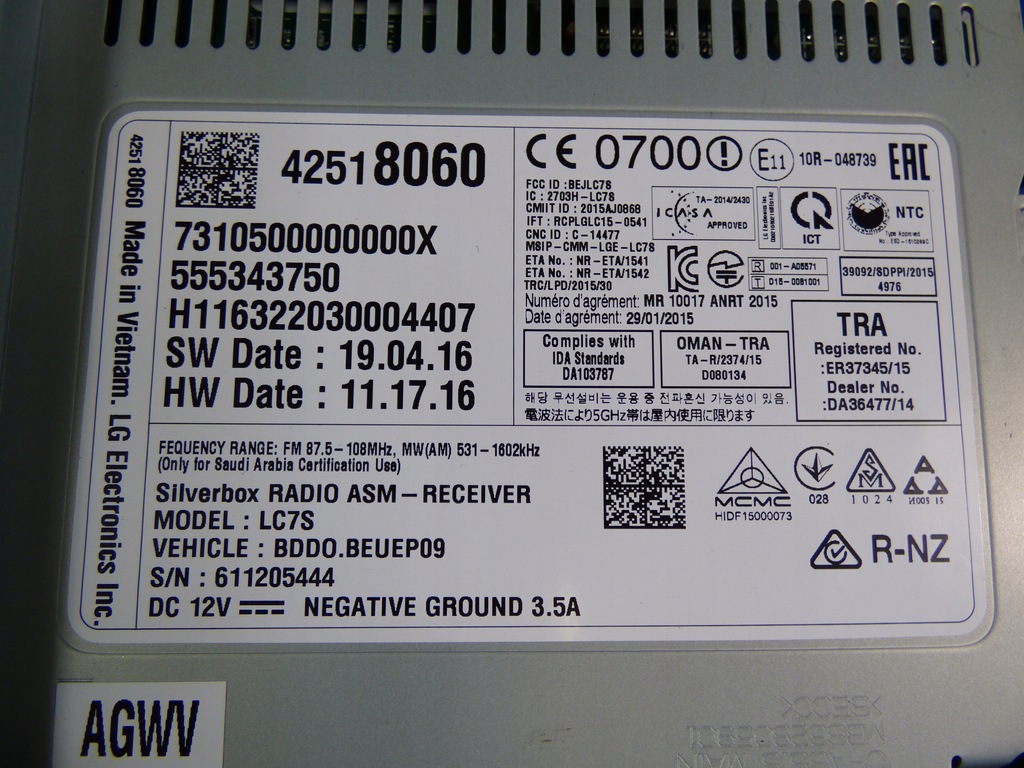 42518060 Made in Vietnam. LG Electronics Inc.
42518060
7310500000000X
555343750
H116322030004407
SW Date : 19.04.16
HW Date : 11.17.16
CE 0700 E11 10R-048739 EAC
FCC ID : BEJLC7S
IC : 2703H-LC7S
CMIIT ID : 2015AJ0868
IFT : RCPLGLC15-0541
CNC ID : C-14477
MSIP-CMM-LGE-LC7S
ETA No. : NR-ETA/1541
ETA No. : NR-ETA/1542
TRC/LPD/2015/30
ICASA TA-2014/2430
APPROVED
ICT
NTC
Type Approved
R 001-A05571
T D15-0081001
39092/SDPPI/2015
4976
Numéro d'agrément: MR 10017 ANRT 2015
Date d'agrément: 29/01/2015
Complies with
IDA Standards
DA103787
OMAN-TRA
TA-R/2374/15
D080134
TRA
Registered No.
:ER37345/15
Dealer No.
:DA36477/14
해당 무선설비는 운용 중 전파혼신 가능성이 있음.
電波法により5GHz帯は屋内使用に限ります
FEQUENCY RANGE: FM 87.5-108MHz, MW(AM) 531-1602kHz
(Only for Saudi Arabia Certification Use)
Silverbox RADIO ASM-RECEIVER
MODEL : LC7S
VEHICLE : BDDO.BEUEP09
S/N : 611205444
DC 12V NEGATIVE GROUND 3.5A
MCMC
HIDF15000073
028
1024
R-NZ
AGWV